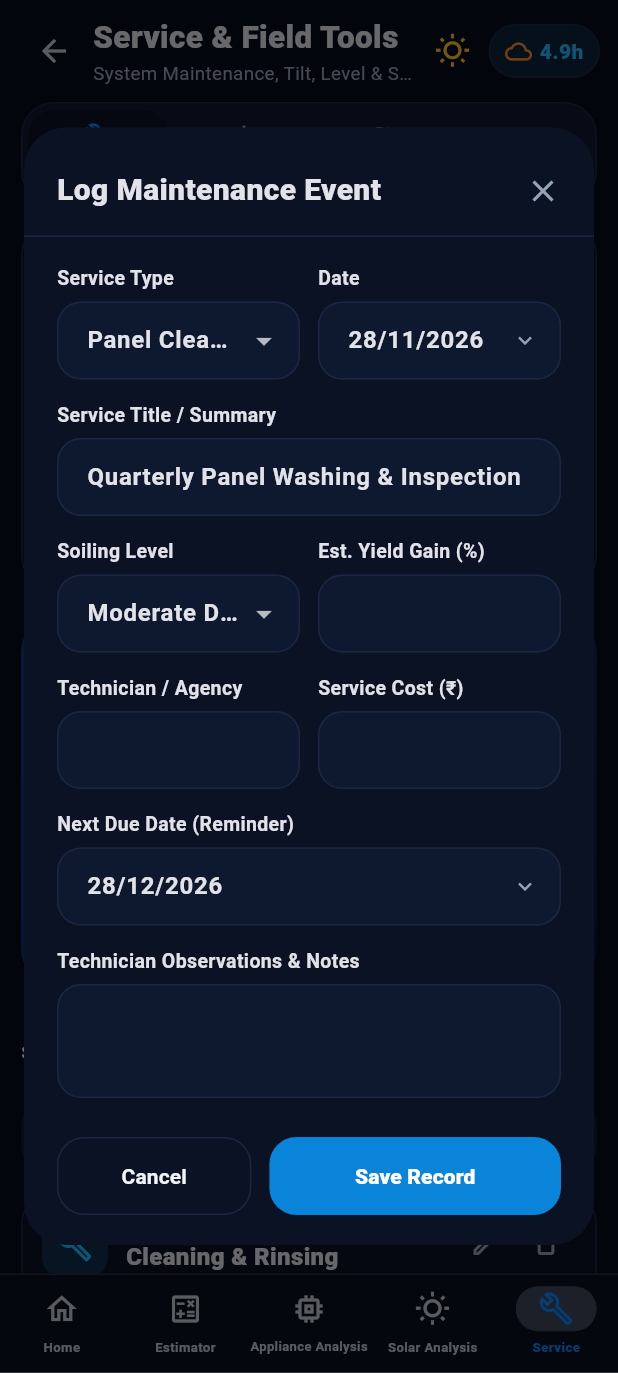 Service & Field Tools
System Maintenance, Tilt, Level & S...
4.9h
Log Maintenance Event
Service Type
Date
Panel Clea...
28/11/2026
Service Title / Summary
Quarterly Panel Washing & Inspection
Soiling Level
Est. Yield Gain (%)
Moderate D...
Technician / Agency
Service Cost (₹)
Next Due Date (Reminder)
28/12/2026
Technician Observations & Notes
Cancel
Save Record
Cleaning & Rinsing
Home
Estimator
Appliance Analysis
Solar Analysis
Service